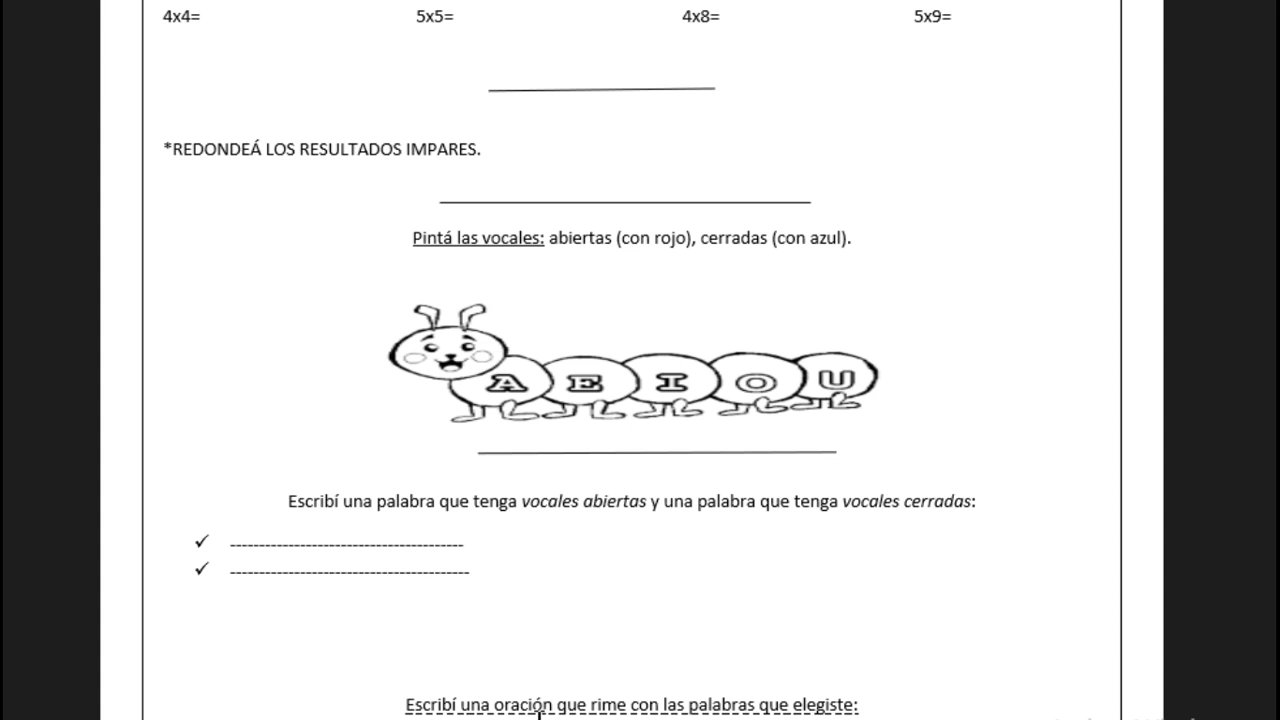 4x4= 5x5= 4x8= 5x9=
*REDONDEÁ LOS RESULTADOS IMPARES.
Pintá las vocales: abiertas (con rojo), cerradas (con azul).
A E I O U
Escribí una palabra que tenga vocales abiertas y una palabra que tenga vocales cerradas:
Escribí una oración que rime con las palabras que elegiste: